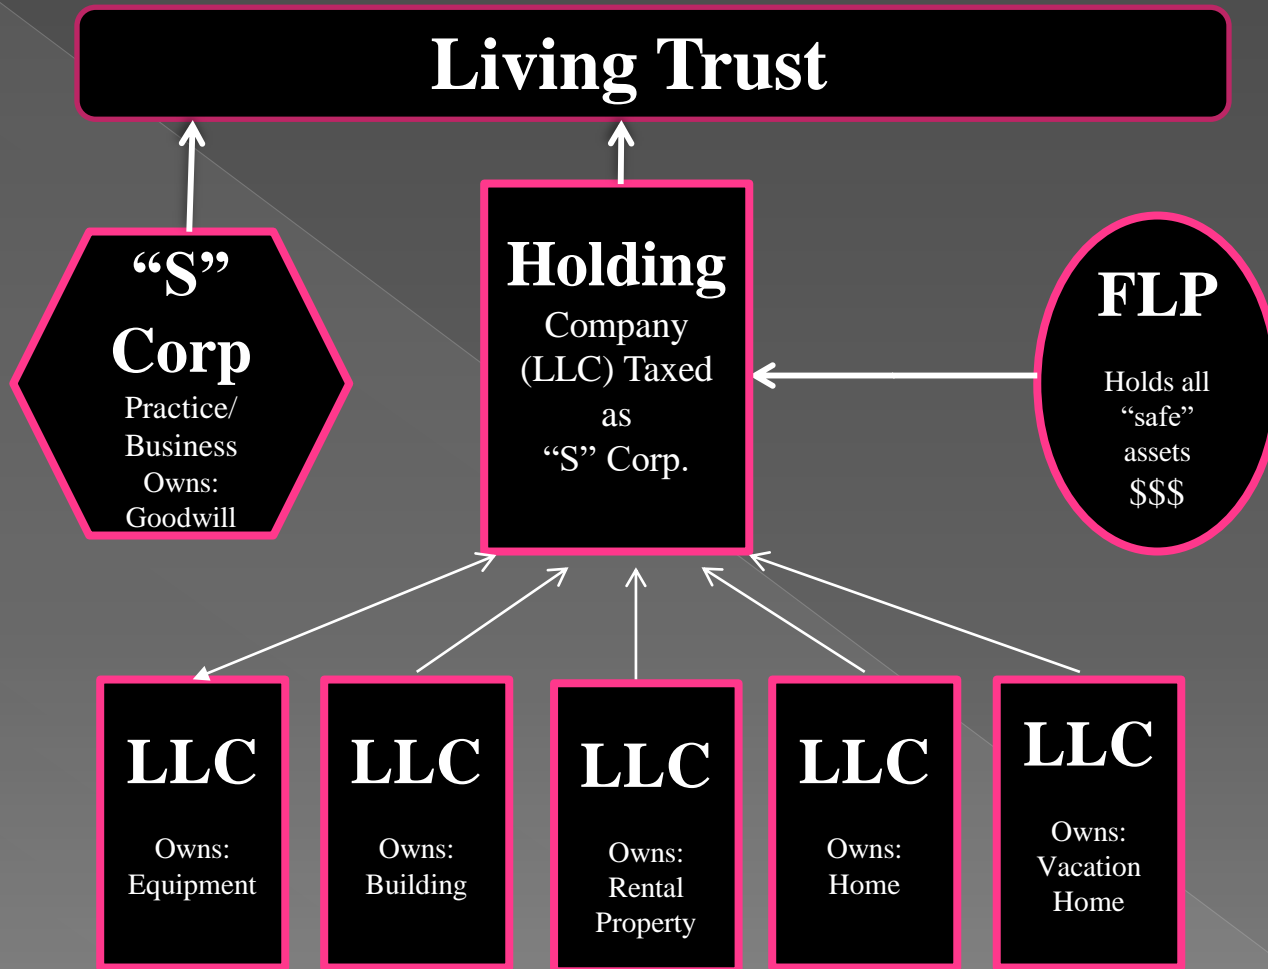 Living Trust
“S”
Corp
Practice/
Business
Owns:
Goodwill
Holding
Company
(LLC) Taxed
as
“S” Corp.
FLP
Holds all
“safe”
assets
$$$
LLC
Owns:
Equipment
LLC
Owns:
Building
LLC
Owns:
Rental
Property
LLC
Owns:
Home
LLC
Owns:
Vacation
Home